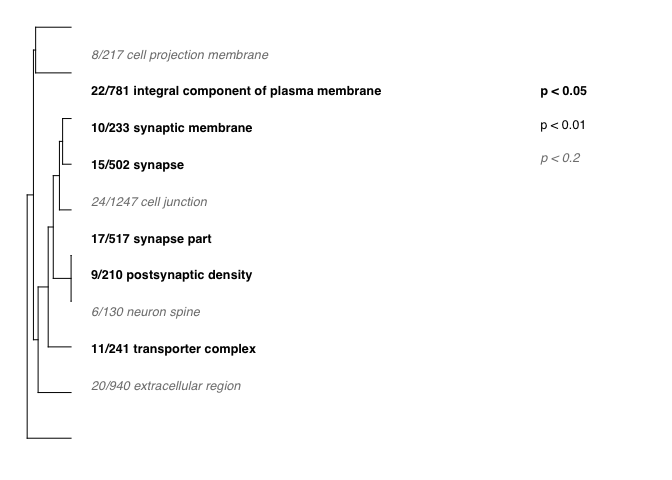 8/217 cell projection membrane
22/781 integral component of plasma membrane
p < 0.05
10/233 synaptic membrane
p < 0.01
15/502 synapse
p < 0.2
24/1247 cell junction
17/517 synapse part
9/210 postsynaptic density
6/130 neuron spine
11/241 transporter complex
20/940 extracellular region